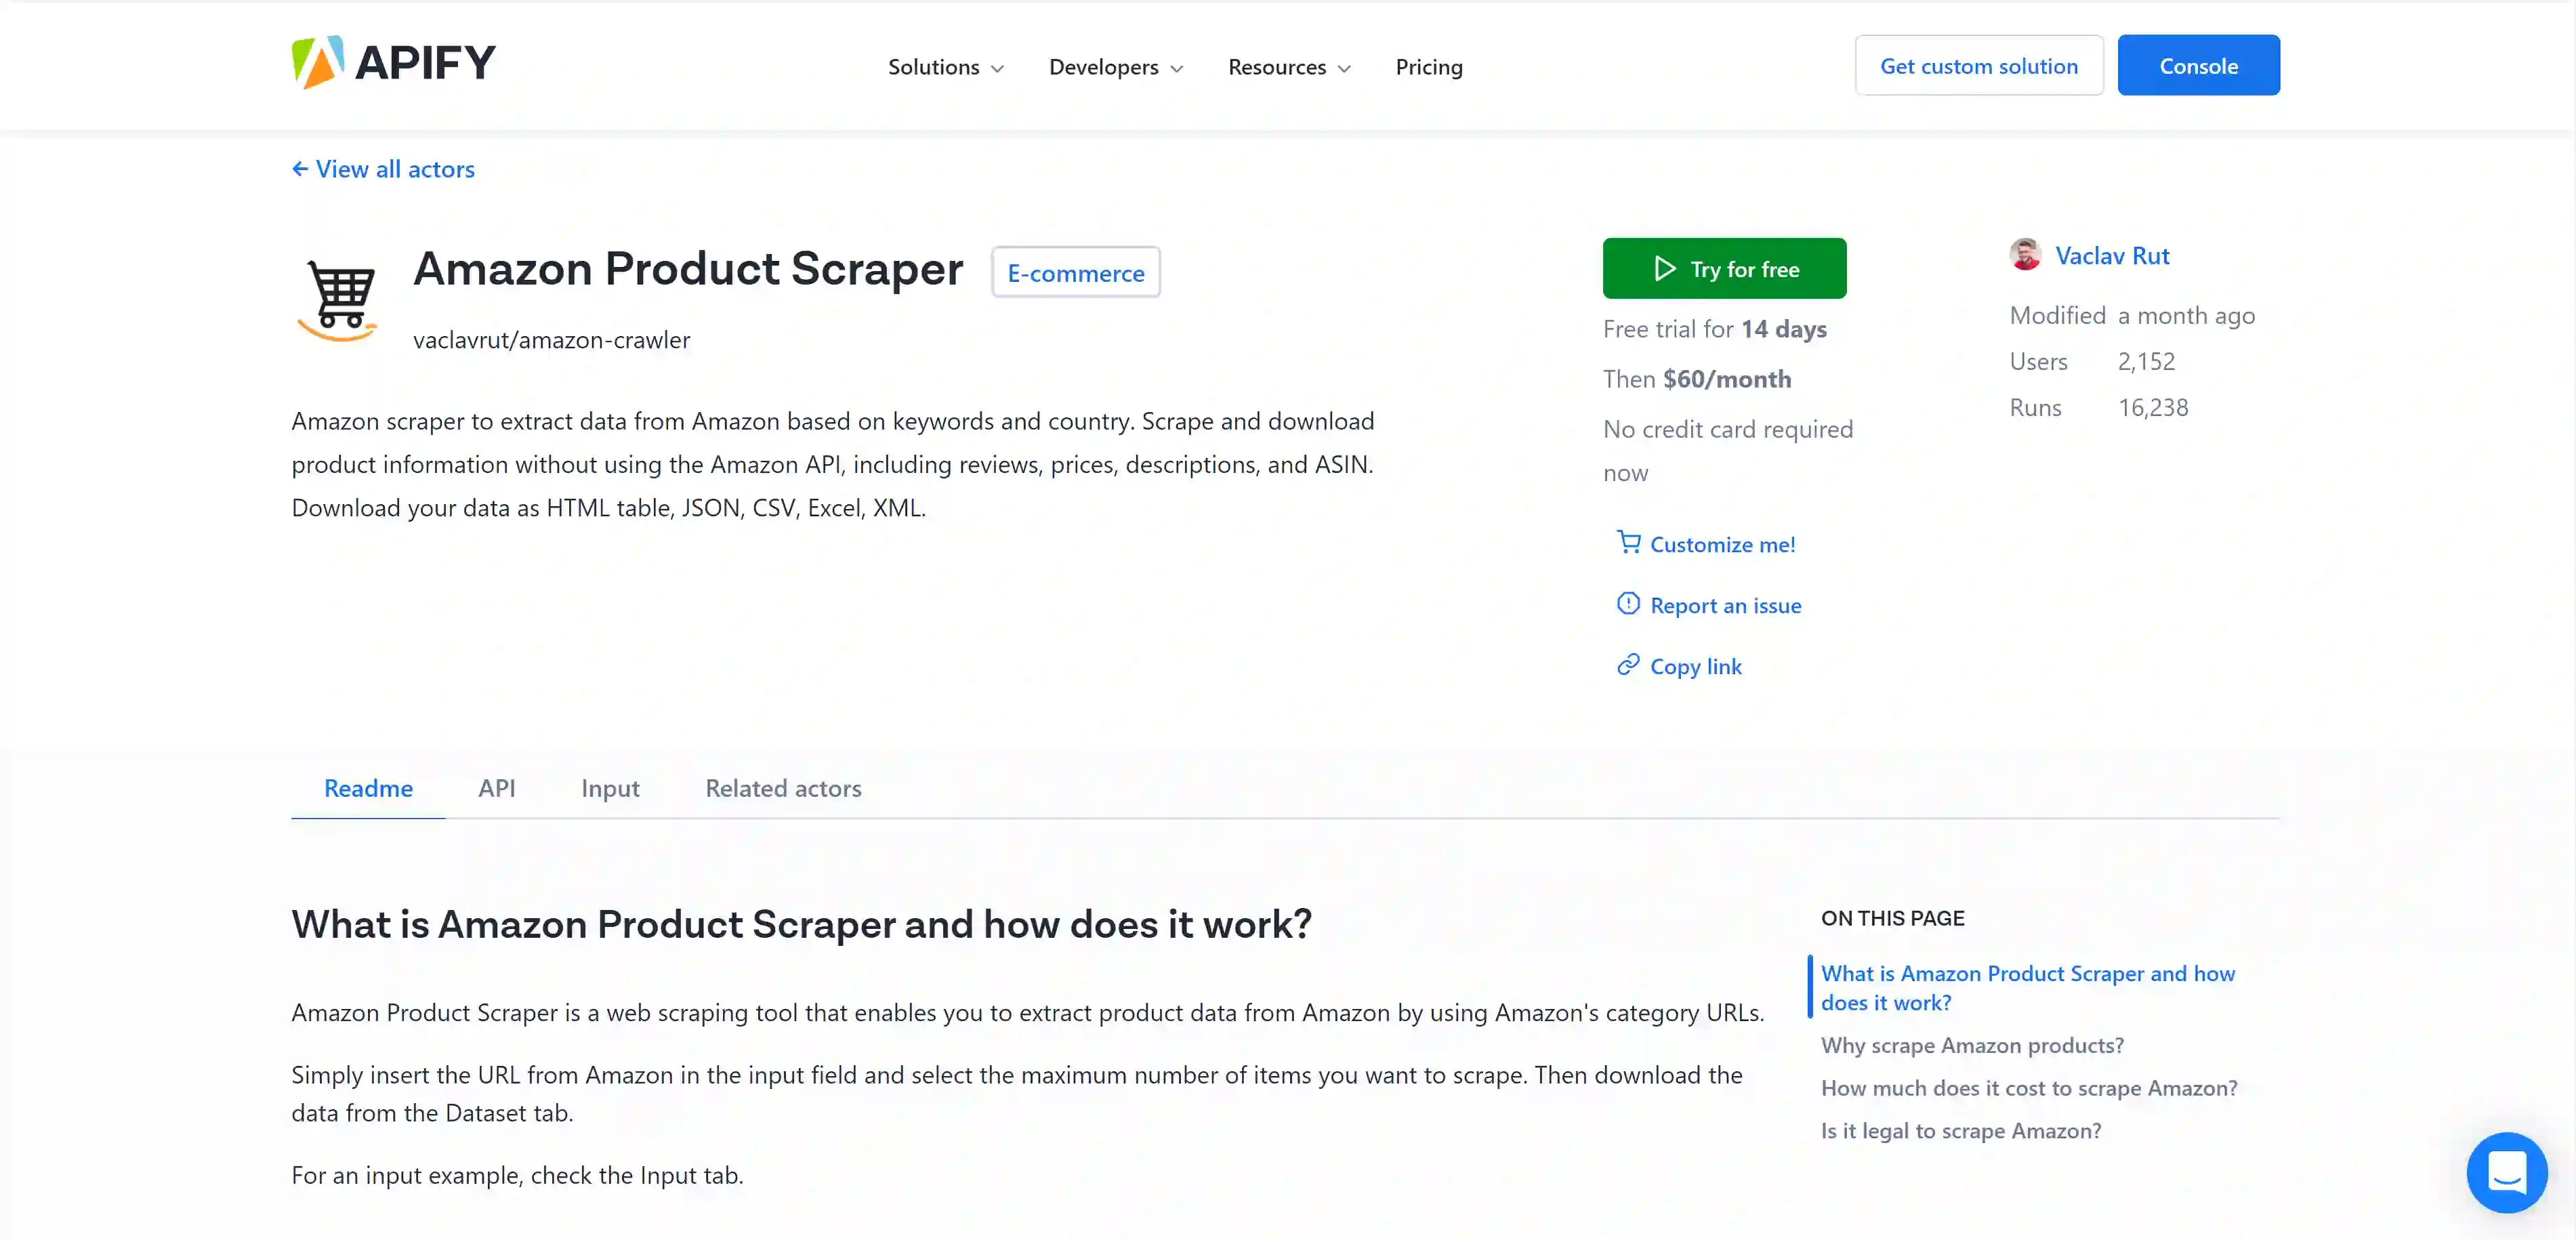 APIFY
Solutions
Developers
Resources
Pricing
Get custom solution
Console
← View all actors
Amazon Product Scraper
E-commerce
vaclavrut/amazon-crawler
Amazon scraper to extract data from Amazon based on keywords and country. Scrape and download
product information without using the Amazon API, including reviews, prices, descriptions, and ASIN.
Download your data as HTML table, JSON, CSV, Excel, XML.
Try for free
Free trial for 14 days
Then $60/month
No credit card required
now
Customize me!
Report an issue
Copy link
Vaclav Rut
Modified a month ago
Users 2,152
Runs 16,238
Readme
API
Input
Related actors
What is Amazon Product Scraper and how does it work?
Amazon Product Scraper is a web scraping tool that enables you to extract product data from Amazon by using Amazon's category URLs.
Simply insert the URL from Amazon in the input field and select the maximum number of items you want to scrape. Then download the
data from the Dataset tab.
For an input example, check the Input tab.
ON THIS PAGE
What is Amazon Product Scraper and how
does it work?
Why scrape Amazon products?
How much does it cost to scrape Amazon?
Is it legal to scrape Amazon?